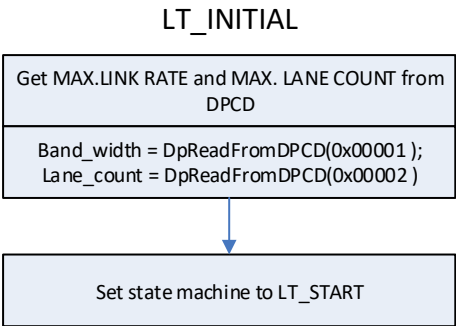 LT_INITIAL
Get MAX.LINK RATE and MAX. LANE COUNT from
DPCD
Band_width = DpReadFromDPCD(0x00001 );
Lane_count = DpReadFromDPCD(0x00002 )
Set state machine to LT_START